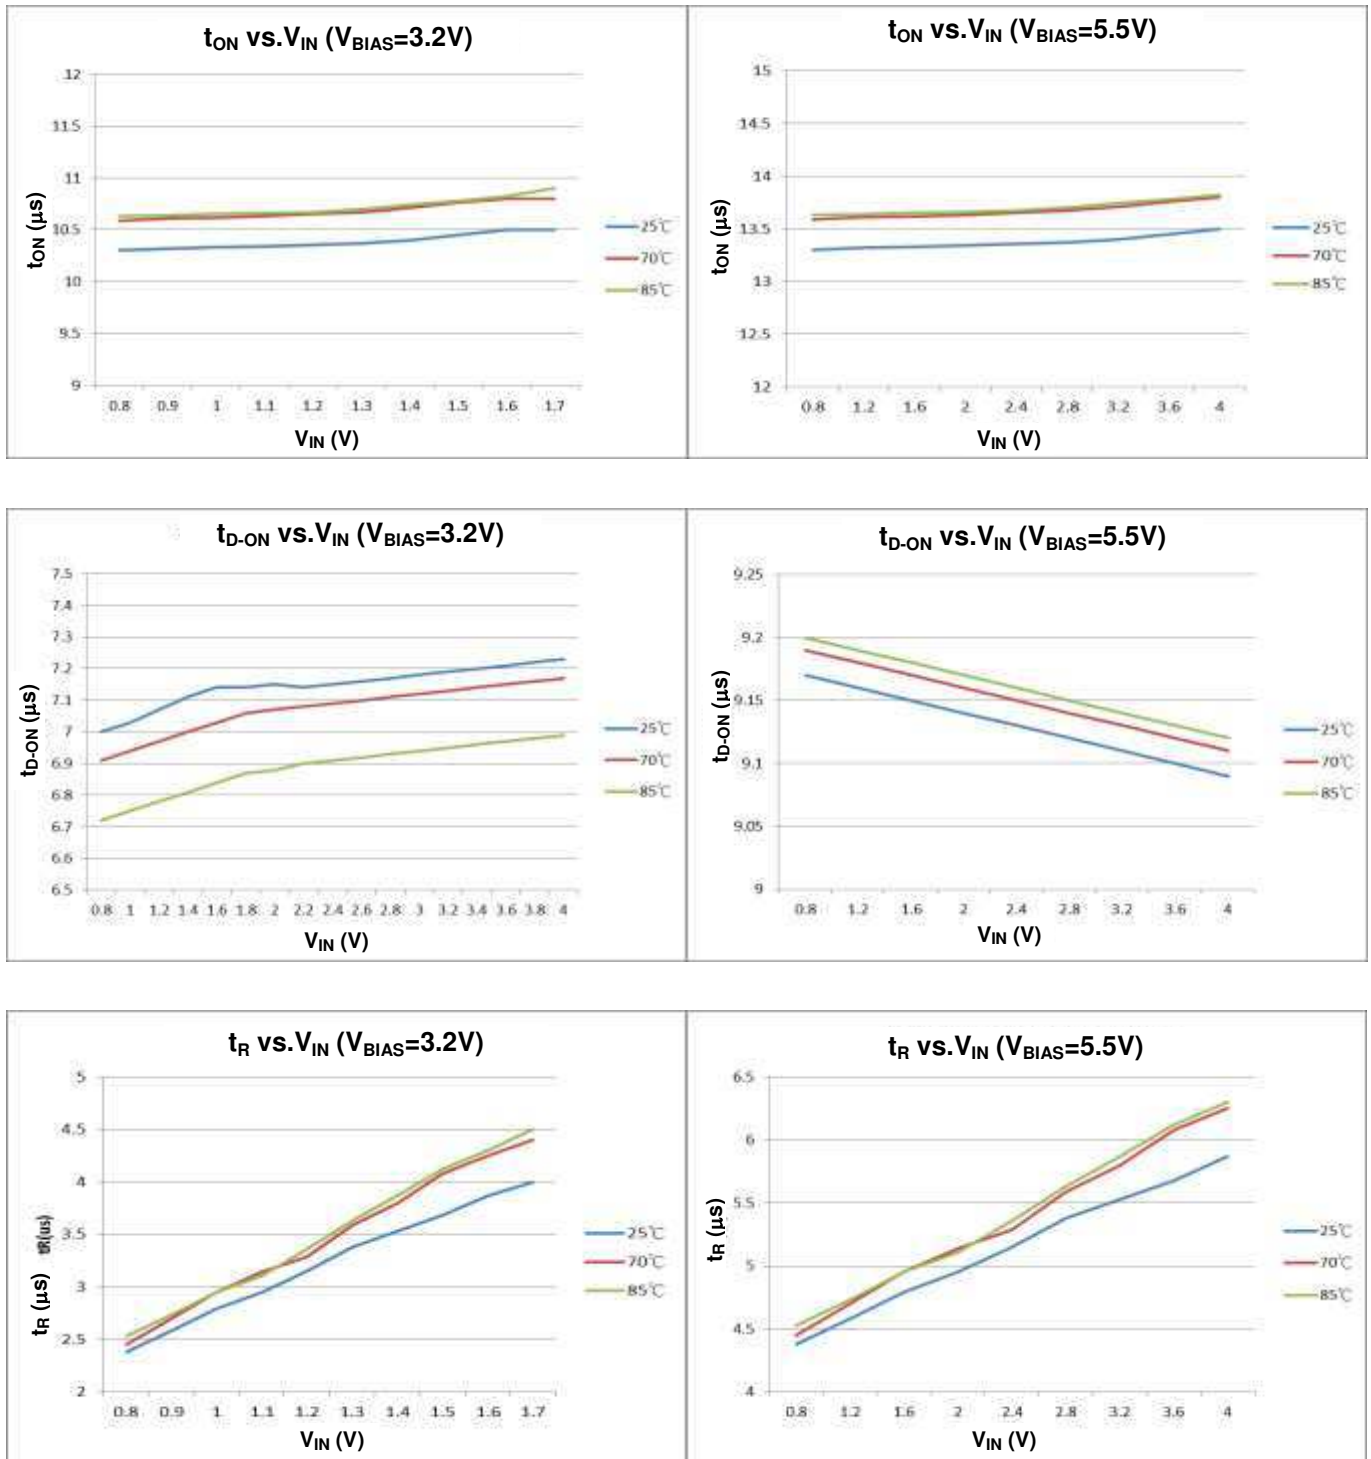 tON vs.VIN (VBIAS=3.2V)
12
11.5
11
10.5
10
9.5
9
tON (µs)
0.8 0.9 1 1.1 1.2 1.3 1.4 1.5 1.6 1.7
VIN (V)
25℃
70℃
85℃
tON vs.VIN (VBIAS=5.5V)
15
14.5
14
13.5
13
12.5
12
tON (µs)
0.8 1.2 1.6 2 2.4 2.8 3.2 3.6 4
VIN (V)
25℃
70℃
85℃
tD-ON vs.VIN (VBIAS=3.2V)
7.5
7.4
7.3
7.2
7.1
7
6.9
6.8
6.7
6.6
6.5
tD-ON (µs)
0.8 1 1.2 1.4 1.6 1.8 2 2.2 2.4 2.6 2.8 3 3.2 3.4 3.6 3.8 4
VIN (V)
25℃
70℃
85℃
tD-ON vs.VIN (VBIAS=5.5V)
9.25
9.2
9.15
9.1
9.05
9
tD-ON (µs)
0.8 1.2 1.6 2 2.4 2.8 3.2 3.6 4
VIN (V)
25℃
70℃
85℃
tR vs.VIN (VBIAS=3.2V)
5
4.5
4
3.5
3
2.5
2
tR(us)
tR (µs)
0.8 0.9 1 1.1 1.2 1.3 1.4 1.5 1.6 1.7
VIN (V)
25℃
70℃
85℃
tR vs.VIN (VBIAS=5.5V)
6.5
6
5.5
5
4.5
4
tR (µs)
0.8 1.2 1.6 2 2.4 2.8 3.2 3.6 4
VIN (V)
25℃
70℃
85℃